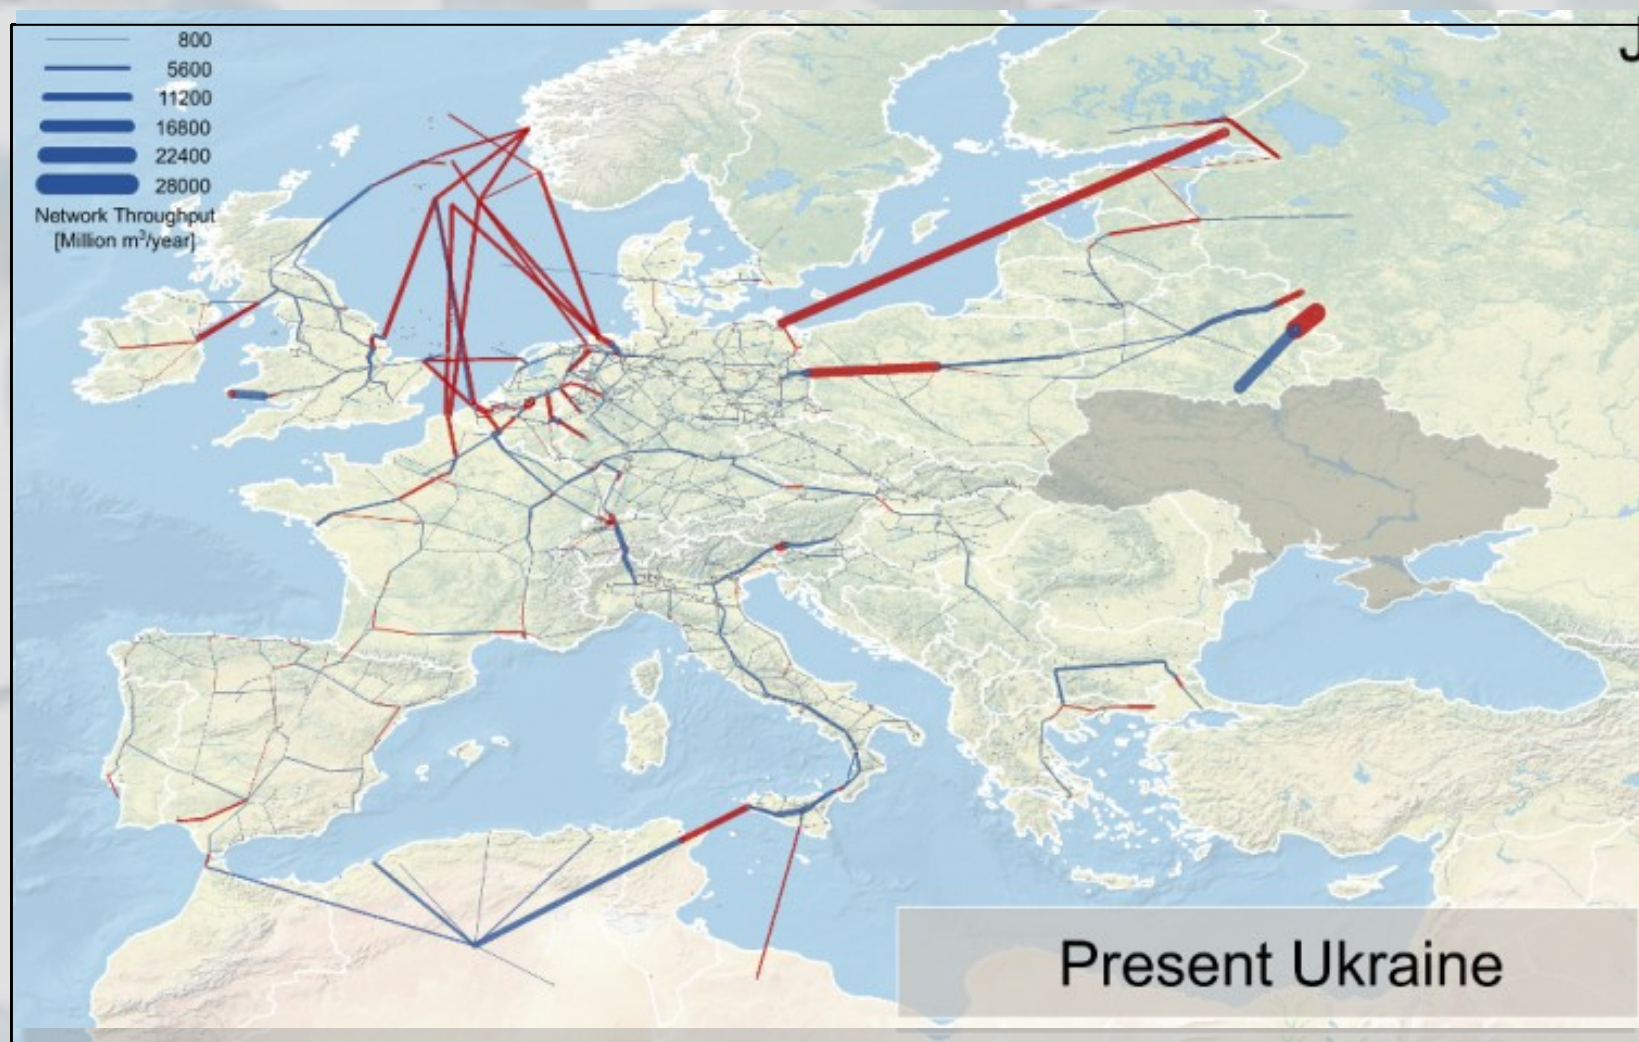 800
5600
11200
16800
22400
28000
Network Throughput
[Million m³/year]
Present Ukraine